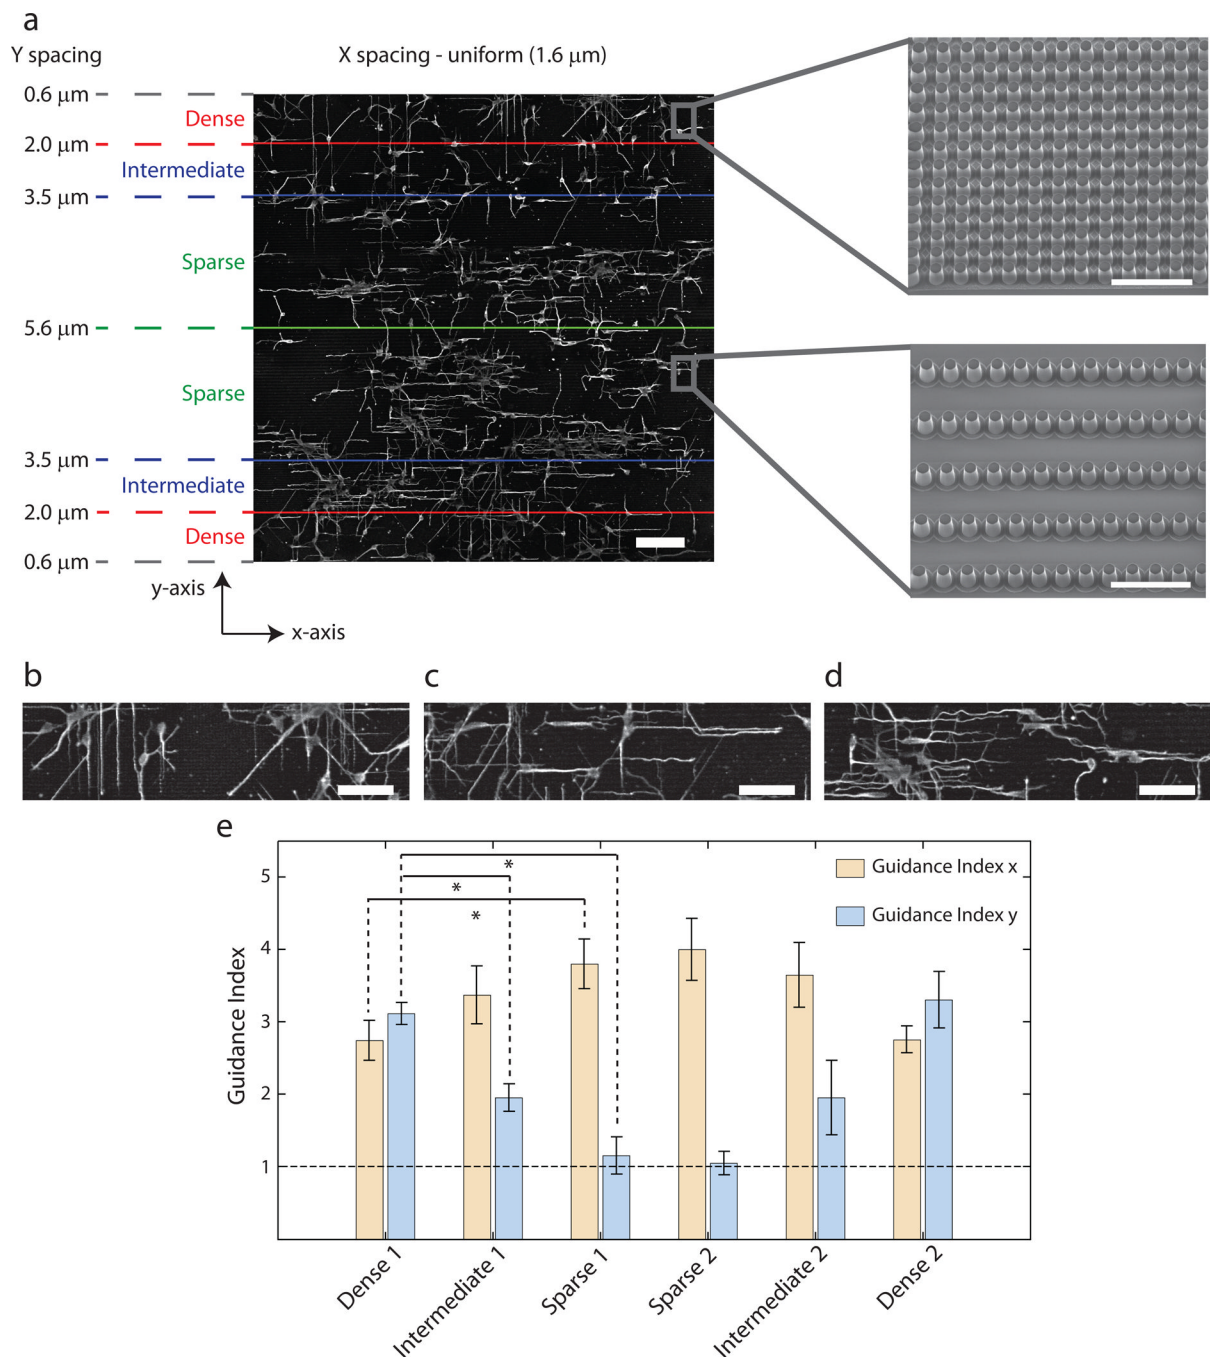 a
Y spacing
X spacing - uniform (1.6 μm)
0.6 μm
Dense
2.0 μm
Intermediate
3.5 μm
Sparse
5.6 μm
Sparse
3.5 μm
Intermediate
2.0 μm
Dense
0.6 μm
y-axis
x-axis
b
c
d
e
Guidance Index
5
4
3
2
1
*
*
*
Guidance Index x
Guidance Index y
Dense 1
Intermediate 1
Sparse 1
Sparse 2
Intermediate 2
Dense 2